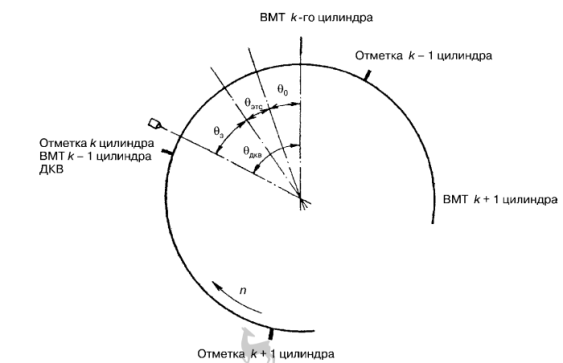 ВМТ k-го цилиндра
Отметка k – 1 цилиндра
θ₀
θэтс
θз
θдкв
Отметка k цилиндра
ВМТ k – 1 цилиндра
ДКВ
ВМТ k + 1 цилиндра
n
Отметка k + 1 цилиндра